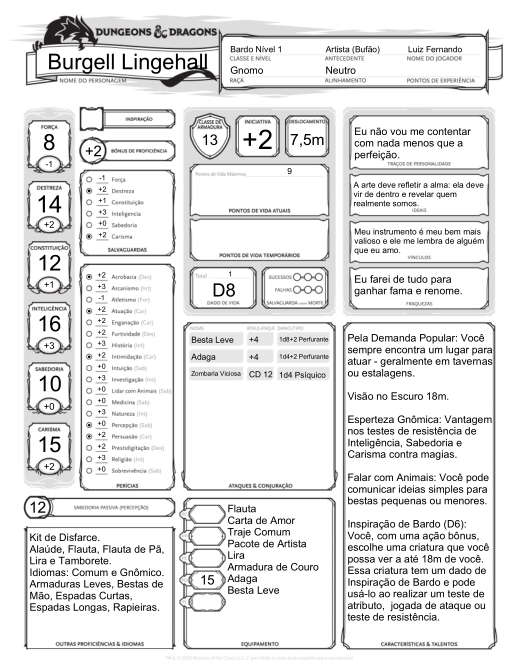 DUNGEONS & DRAGONS
Burgell Lingehall
NOME DO PERSONAGEM
Bardo Nível 1
Artista (Bufão)
Luiz Fernando
CLASSE E NÍVEL
ANTECEDENTE
NOME DO JOGADOR
Gnomo
Neutro
RAÇA
ALINHAMENTO
PONTOS DE EXPERIÊNCIA
FORÇA
8
-1
DESTREZA
14
+2
CONSTITUIÇÃO
12
+1
INTELIGÊNCIA
16
+3
SABEDORIA
10
+0
CARISMA
15
+2
INSPIRAÇÃO
+2
BÔNUS DE PROFICIÊNCIA
-1 Força
+2 Destreza
+1 Constituição
+3 Inteligência
+0 Sabedoria
+2 Carisma
SALVAGUARDAS
+2 Acrobacia (Des)
+3 Arcanismo (Int)
-1 Atletismo (For)
+2 Atuação (Car)
+2 Enganação (Car)
+2 Furtividade (Des)
+3 História (Int)
+2 Intimidação (Car)
+0 Intuição (Sab)
+3 Investigação (Int)
+0 Lidar com Animais (Sab)
+0 Medicina (Sab)
+3 Natureza (Int)
+0 Percepção (Sab)
+2 Persuasão (Car)
+2 Prestidigitação (Des)
+3 Religião (Int)
+0 Sobrevivência (Sab)
PERÍCIAS
12
SABEDORIA PASSIVA (PERCEPÇÃO)
Kit de Disfarce.
Alaúde, Flauta, Flauta de Pã,
Lira e Tamborete.
Idiomas: Comum e Gnômico.
Armaduras Leves, Bestas de
Mão, Espadas Curtas,
Espadas Longas, Rapieiras.
OUTRAS PROFICIÊNCIAS & IDIOMAS
CLASSE DE
ARMADURA
13
INICIATIVA
+2
DESLOCAMENTO
7,5m
Pontos de Vida Máximos
9
PONTOS DE VIDA ATUAIS
PONTOS DE VIDA TEMPORÁRIOS
Total
1
D8
DADO DE VIDA
SUCESSOS
FALHAS
SALVAGUARDA CONTRA MORTE
NOME
BÔNUS ATAQUE
DANO/TIPO
Besta Leve +4 1d8+2 Perfurante
Adaga +4 1d4+2 Perfurante
Zombaria Viciosa CD 12 1d4 Psíquico
ATAQUES & CONJURAÇÃO
15
Flauta
Carta de Amor
Traje Comum
Pacote de Artista
Lira
Armadura de Couro
Adaga
Besta Leve
EQUIPAMENTO
Eu não vou me contentar
com nada menos que a
perfeição.
TRAÇOS DE PERSONALIDADE
A arte deve refletir a alma: ela deve
vir de dentro e revelar quem
realmente somos.
IDEAIS
Meu instrumento é meu bem mais
valioso e ele me lembra de alguém
que eu amo.
VÍNCULOS
Eu farei de tudo para
ganhar fama e renome.
FRAQUEZAS
Pela Demanda Popular: Você
sempre encontra um lugar para
atuar - geralmente em tavernas
ou estalagens.
Visão no Escuro 18m.
Esperteza Gnômica: Vantagem
nos testes de resistência de
Inteligência, Sabedoria e
Carisma contra magias.
Falar com Animais: Você pode
comunicar ideias simples para
bestas pequenas ou menores.
Inspiração de Bardo (D6):
Você, com uma ação bônus,
escolhe uma criatura que você
possa ver a até 18m de você.
Essa criatura tem um dado de
Inspiração de Bardo e pode
usá-lo ao realizar um teste de
atributo, jogada de ataque ou
teste de resistência.
CARACTERÍSTICAS & TALENTOS